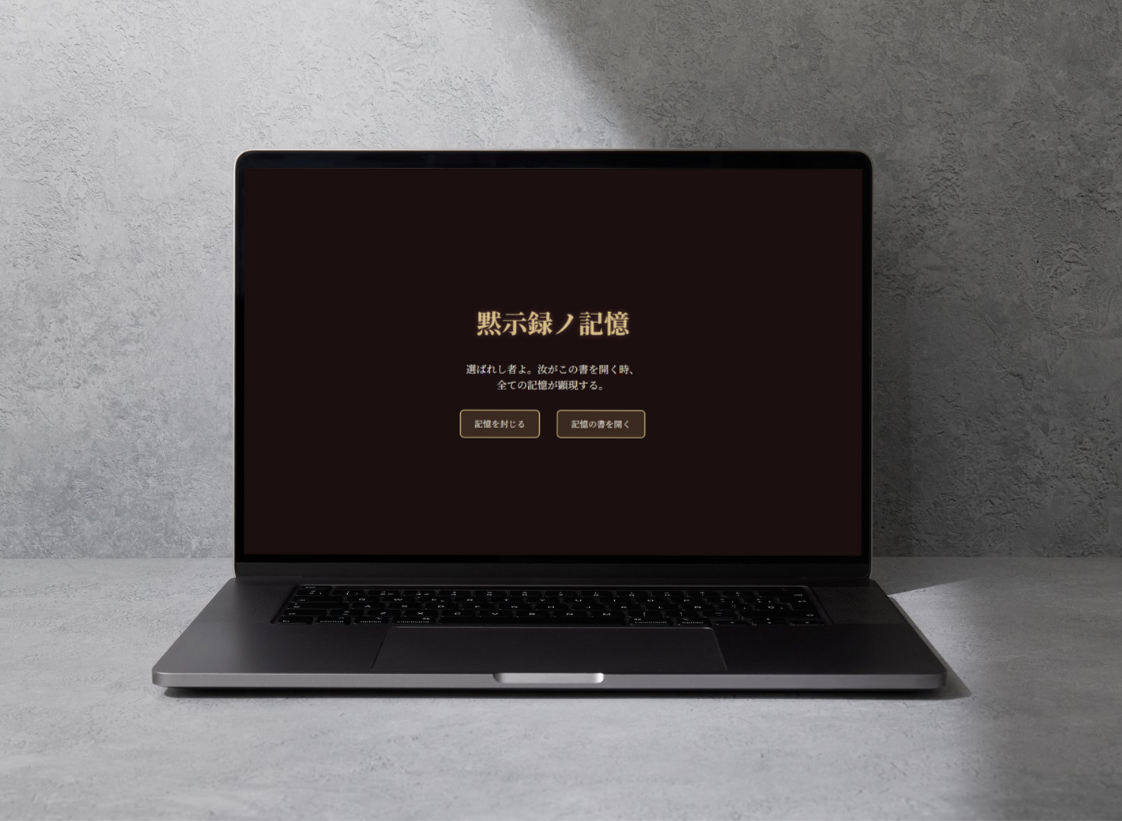 黙示録ノ記憶
選ばれし者よ。汝がこの書を開く時、
全ての記憶が顕現する。
記憶を封じる
記憶の書を開く